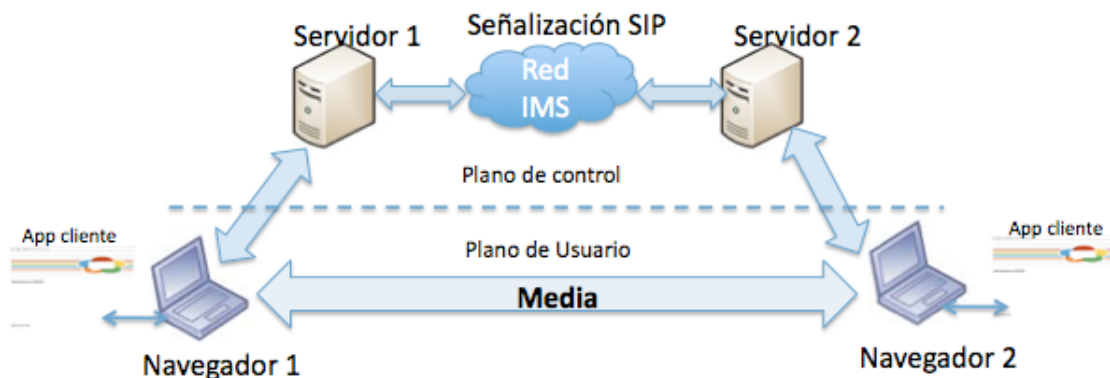 Señalización SIP
Servidor 1
Servidor 2
Red
IMS
Plano de control
App cliente
Plano de Usuario
App cliente
Media
Navegador 1
Navegador 2